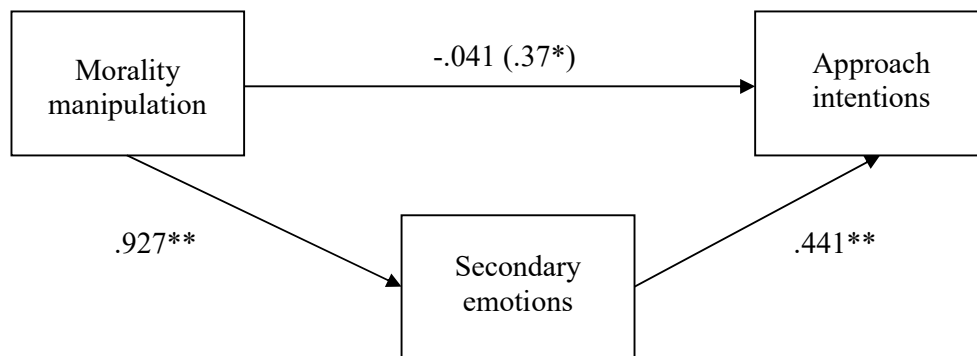 Morality
manipulation
-.041 (.37*)
Approach
intentions
.927**
Secondary
emotions
.441**